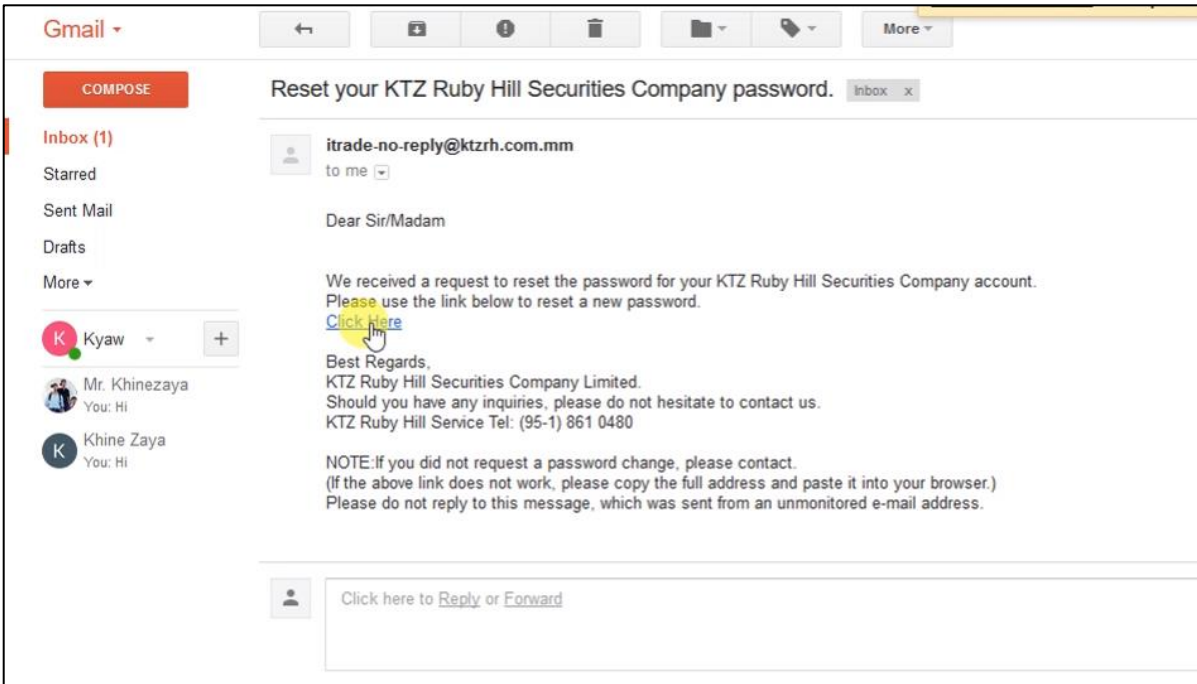 Gmail
More
COMPOSE
Reset your KTZ Ruby Hill Securities Company password.
Inbox x
Inbox (1)
Starred
Sent Mail
Drafts
More
K Kyaw
+
Mr. Khinezaya
You: Hi
K Khine Zaya
You: Hi
itrade-no-reply@ktzrh.com.mm
to me
Dear Sir/Madam
We received a request to reset the password for your KTZ Ruby Hill Securities Company account.
Please use the link below to reset a new password.
Click Here
Best Regards,
KTZ Ruby Hill Securities Company Limited.
Should you have any inquiries, please do not hesitate to contact us.
KTZ Ruby Hill Service Tel: (95-1) 861 0480
NOTE:If you did not request a password change, please contact.
(If the above link does not work, please copy the full address and paste it into your browser.)
Please do not reply to this message, which was sent from an unmonitored e-mail address.
Click here to Reply or Forward